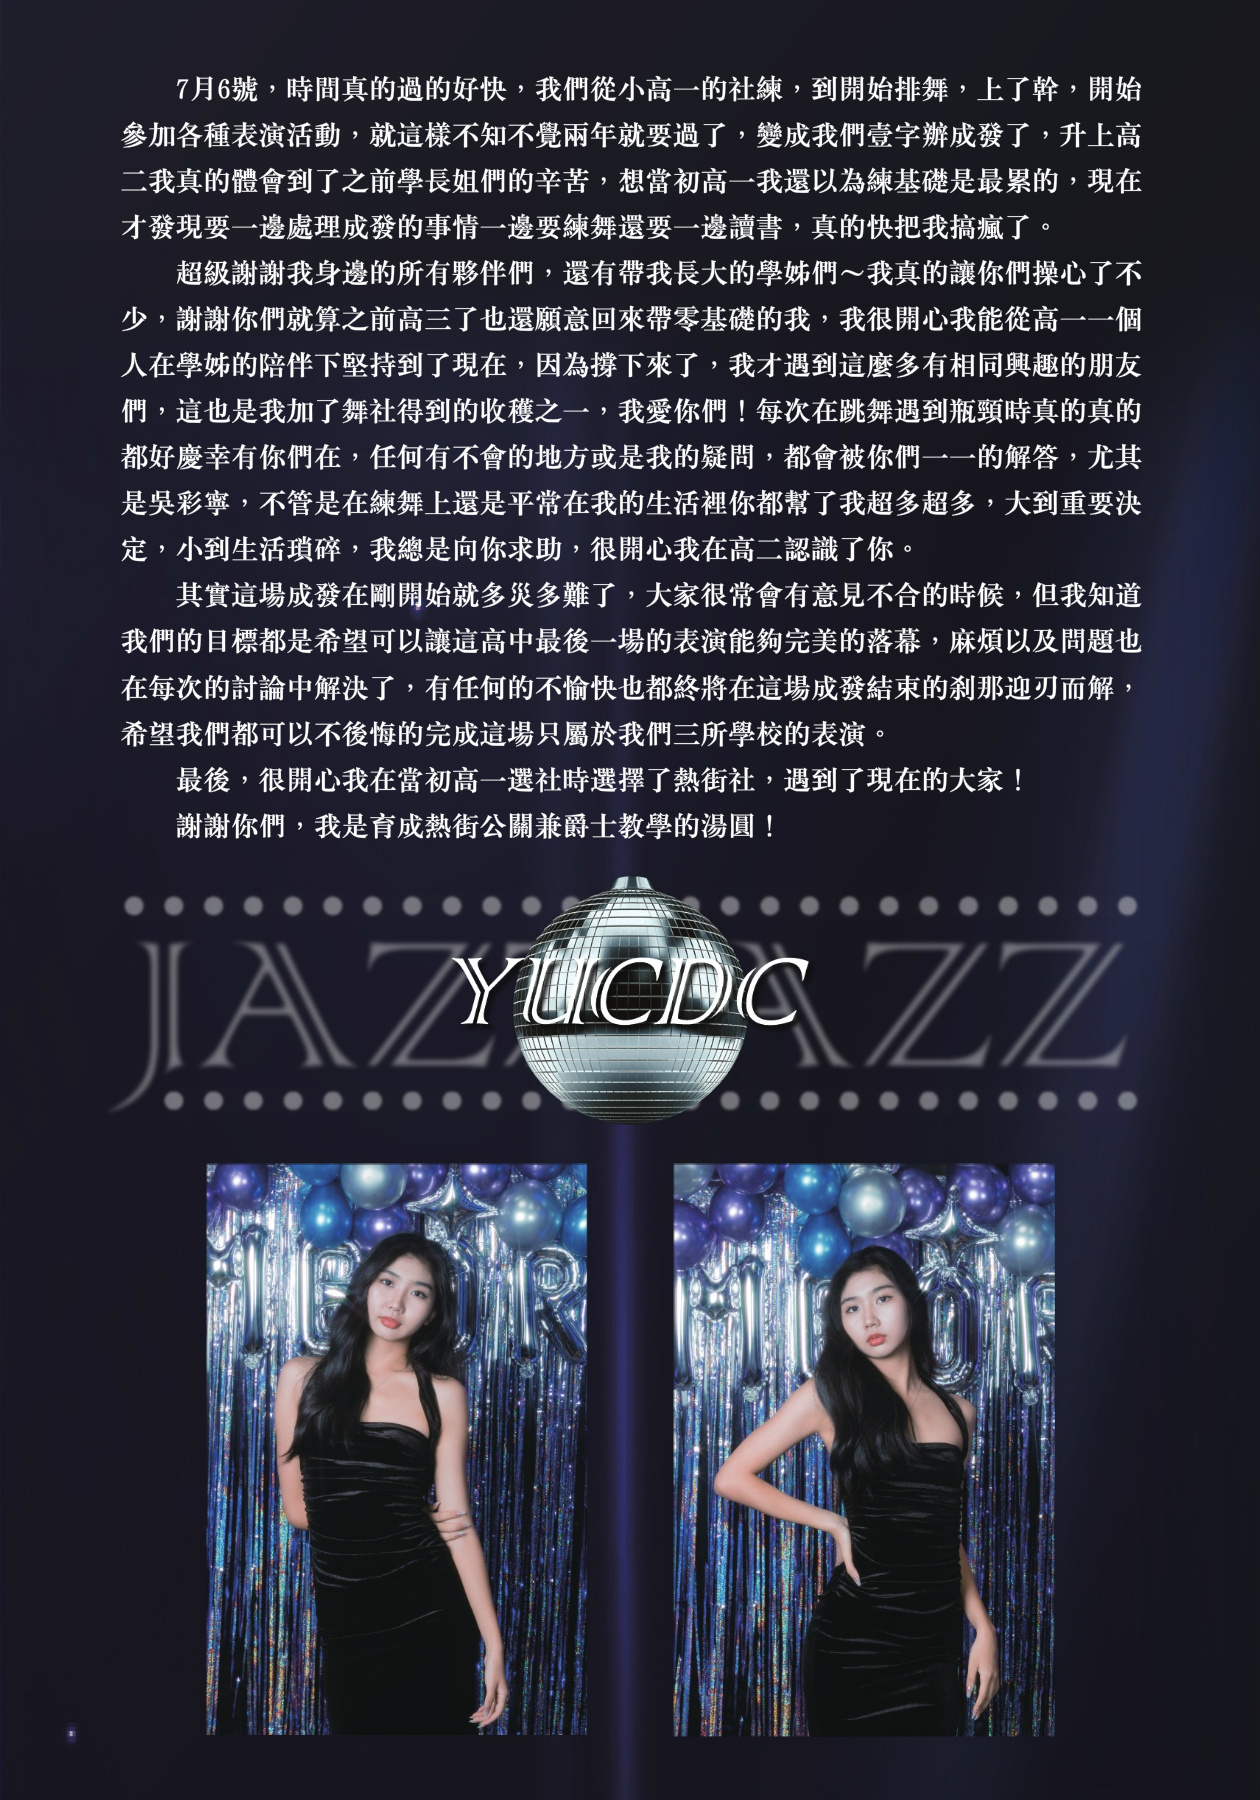 7月6號，時間真的過的好快，我們從小高一的社練，到開始排舞，上了幹，開始
參加各種表演活動，就這樣不知不覺兩年就要過了，變成我們壹字辦成發了，升上高
二我真的體會到了之前學長姐們的辛苦，想當初高一我還以為練基礎是最累的，現在
才發現要一邊處理成發的事情一邊要練舞還要一邊讀書，真的快把我搞瘋了。
超級謝謝我身邊的所有夥伴們，還有帶我長大的學姊們～我真的讓你們操心了不
少，謝謝你們就算之前高三了也還願意回來帶零基礎的我，我很開心我能從高一一個
人在學姊的陪伴下堅持到了現在，因為撐下來了，我才遇到這麼多有相同興趣的朋友
們，這也是我加了舞社得到的收穫之一，我愛你們！每次在跳舞遇到瓶頸時真的真的
都好慶幸有你們在，任何有不會的地方或是我的疑問，都會被你們一一的解答，尤其
是吳彩寧，不管是在練舞上還是平常在我的生活裡你都幫了我超多超多，大到重要決
定，小到生活瑣碎，我總是向你求助，很開心我在高二認識了你。
其實這場成發在剛開始就多災多難了，大家很常會有意見不合的時候，但我知道
我們的目標都是希望可以讓這高中最後一場的表演能夠完美的落幕，麻煩以及問題也
在每次的討論中解決了，有任何的不愉快也都終將在這場成發結束的剎那迎刃而解，
希望我們都可以不後悔的完成這場只屬於我們三所學校的表演。
最後，很開心我在當初高一選社時選擇了熱街社，遇到了現在的大家！
謝謝你們，我是育成熱街公關兼爵士教學的湯圓！
JAZZ JAZZ
YUCDC